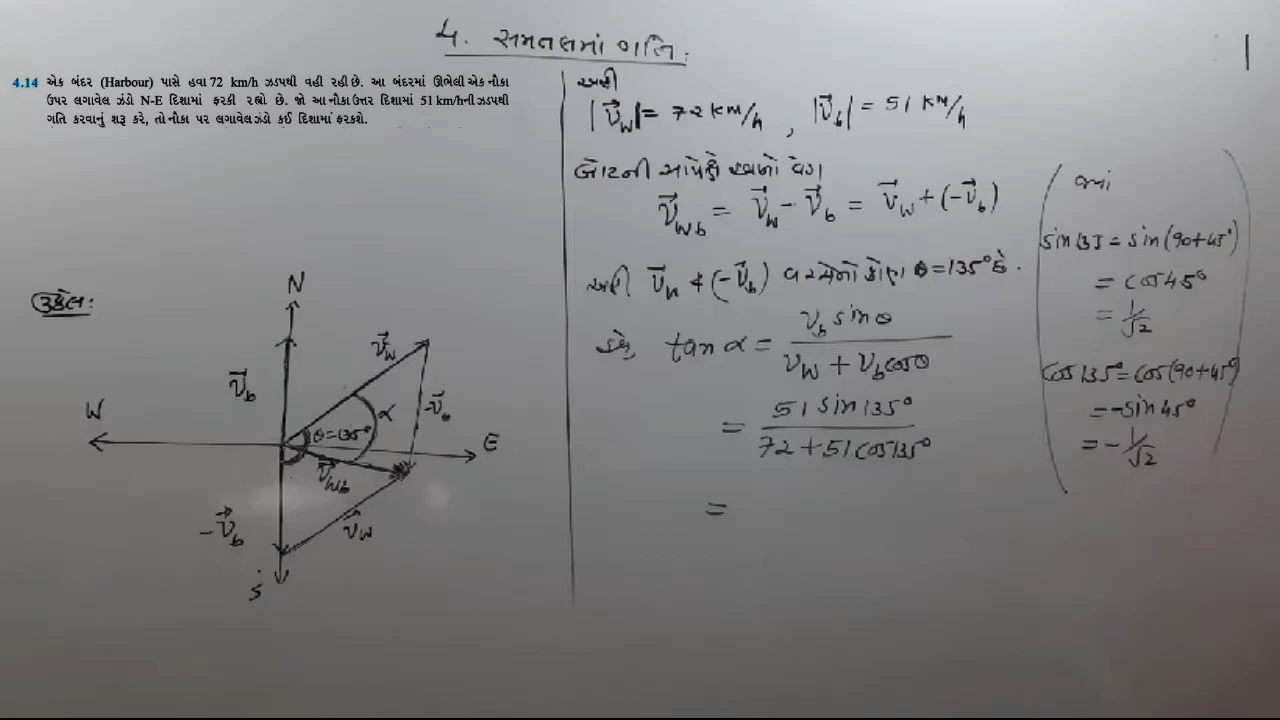 4. સમતલમાં ગતિ.
1
4.14 એક બંદર (Harbour) પાસે હવા 72 km/h ઝડપથી વહી રહી છે. આ બંદરમાં ઊભેલી એક નૌકા
ઉપર લગાવેલ ઝંડો N-E દિશામાં ફરકી રહ્યો છે. જો આ નૌકા ઉત્તર દિશામાં 51 km/hની ઝડપથી
ગતિ કરવાનું શરૂ કરે, તો નૌકા પર લગાવેલ ઝંડો કઈ દિશામાં ફરકશે.
ઉકેલ:
N
v⃗w
v⃗b
α
-v⃗b
W
θ=135°
E
v⃗wb
-v⃗b
v⃗w
S
અહી
|v⃗w| = 72 KM/h , |v⃗b| = 51 KM/h
બોટની સાપેક્ષે હવાનો વેગ
v⃗wb = v⃗w - v⃗b = v⃗w + (-v⃗b)
અહી v⃗w ને (-v⃗b) વચ્ચેનો કોણ θ = 135° છે.
હવે, tan α = vb sin θ / vw + vb cos θ
= 51 sin 135° / 72 + 51 cos 135°
=
જ્યાં
sin 135 = sin (90+45°)
= cos 45°
= 1/√2
cos 135° = cos (90+45°)
= -sin 45°
= - 1/√2